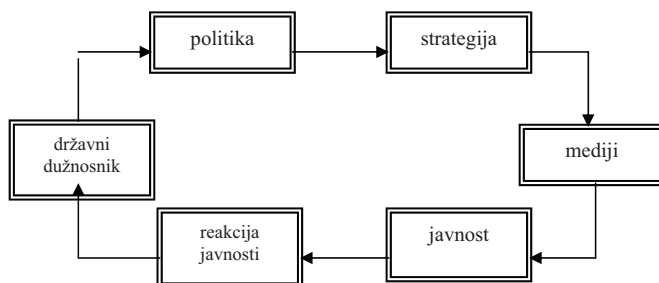 politika
strategija
državni
dužnosnik
mediji
reakcija
javnosti
javnost